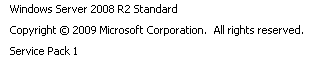 Windows Server 2008 R2 Standard
Copyright © 2009 Microsoft Corporation.  All rights reserved.
Service Pack 1